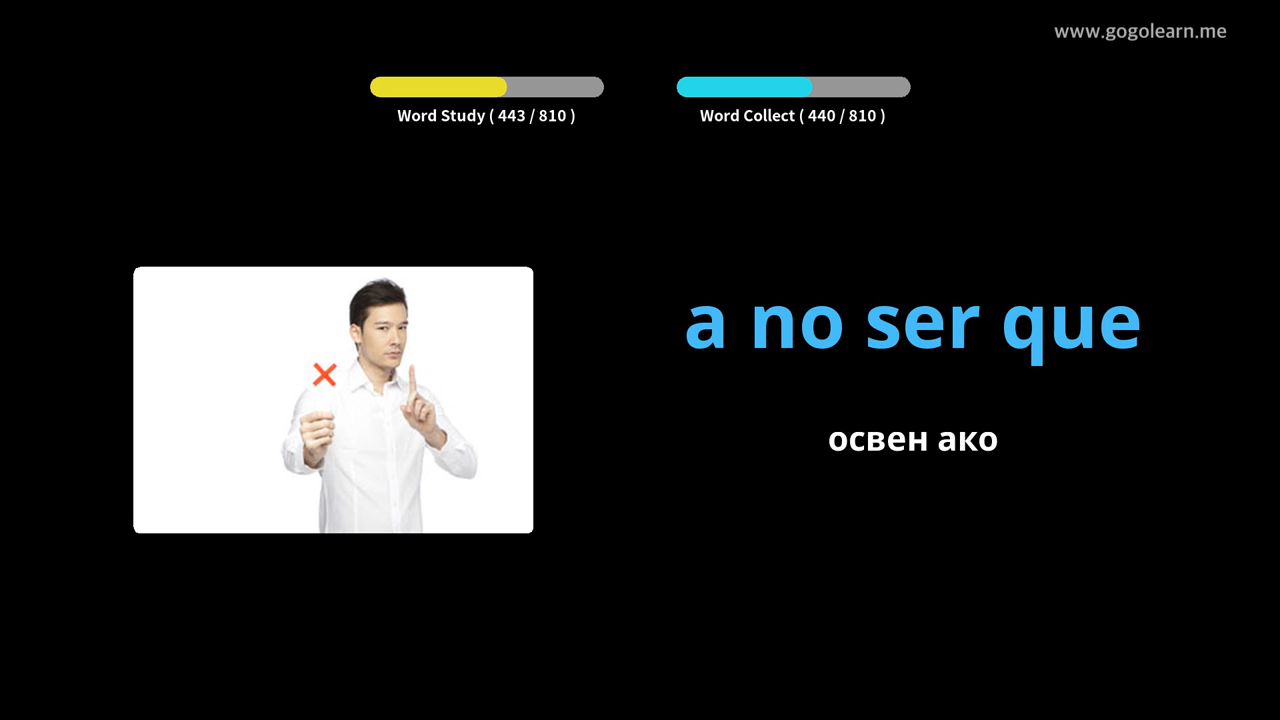 www.gogolearn.me
Word Study ( 443 / 810 )
Word Collect ( 440 / 810 )
a no ser que
освен ако